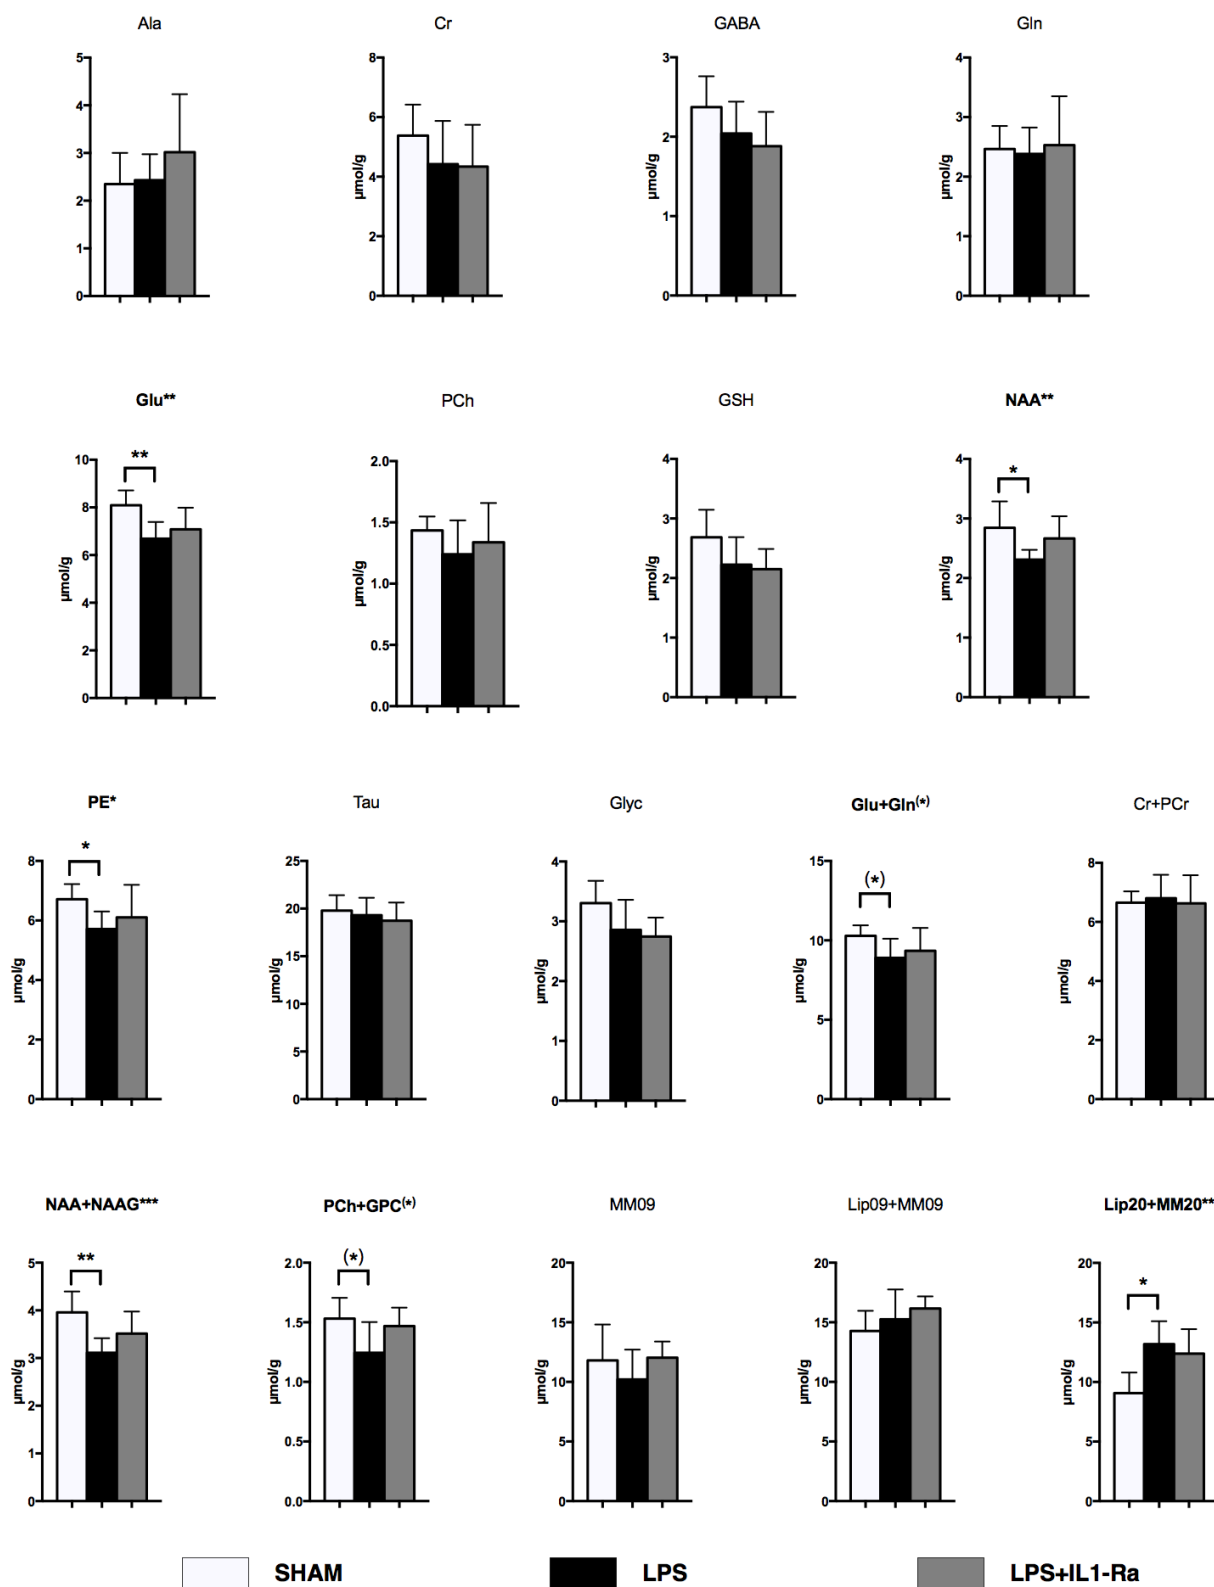 Ala Cr GABA Gln
5 4 3 2 1 0 µmol/g
8 6 4 2 0 µmol/g
3 2 1 0 µmol/g
4 3 2 1 0 µmol/g
Glu** PCh GSH NAA**
10 8 6 4 2 0 µmol/g **
2.0 1.5 1.0 0.5 0.0 µmol/g
4 3 2 1 0 µmol/g
4 3 2 1 0 µmol/g *
PE* Tau Glyc Glu+Gln(*) Cr+PCr
8 6 4 2 0 µmol/g *
25 20 15 10 5 0 µmol/g
4 3 2 1 0 µmol/g
15 10 5 0 µmol/g (*)
8 6 4 2 0 µmol/g
NAA+NAAG*** PCh+GPC(*) MM09 Lip09+MM09 Lip20+MM20**
5 4 3 2 1 0 µmol/g **
2.0 1.5 1.0 0.5 0.0 µmol/g (*)
20 15 10 5 0 µmol/g
20 15 10 5 0 µmol/g
20 15 10 5 0 µmol/g *
SHAM LPS LPS+IL1-Ra